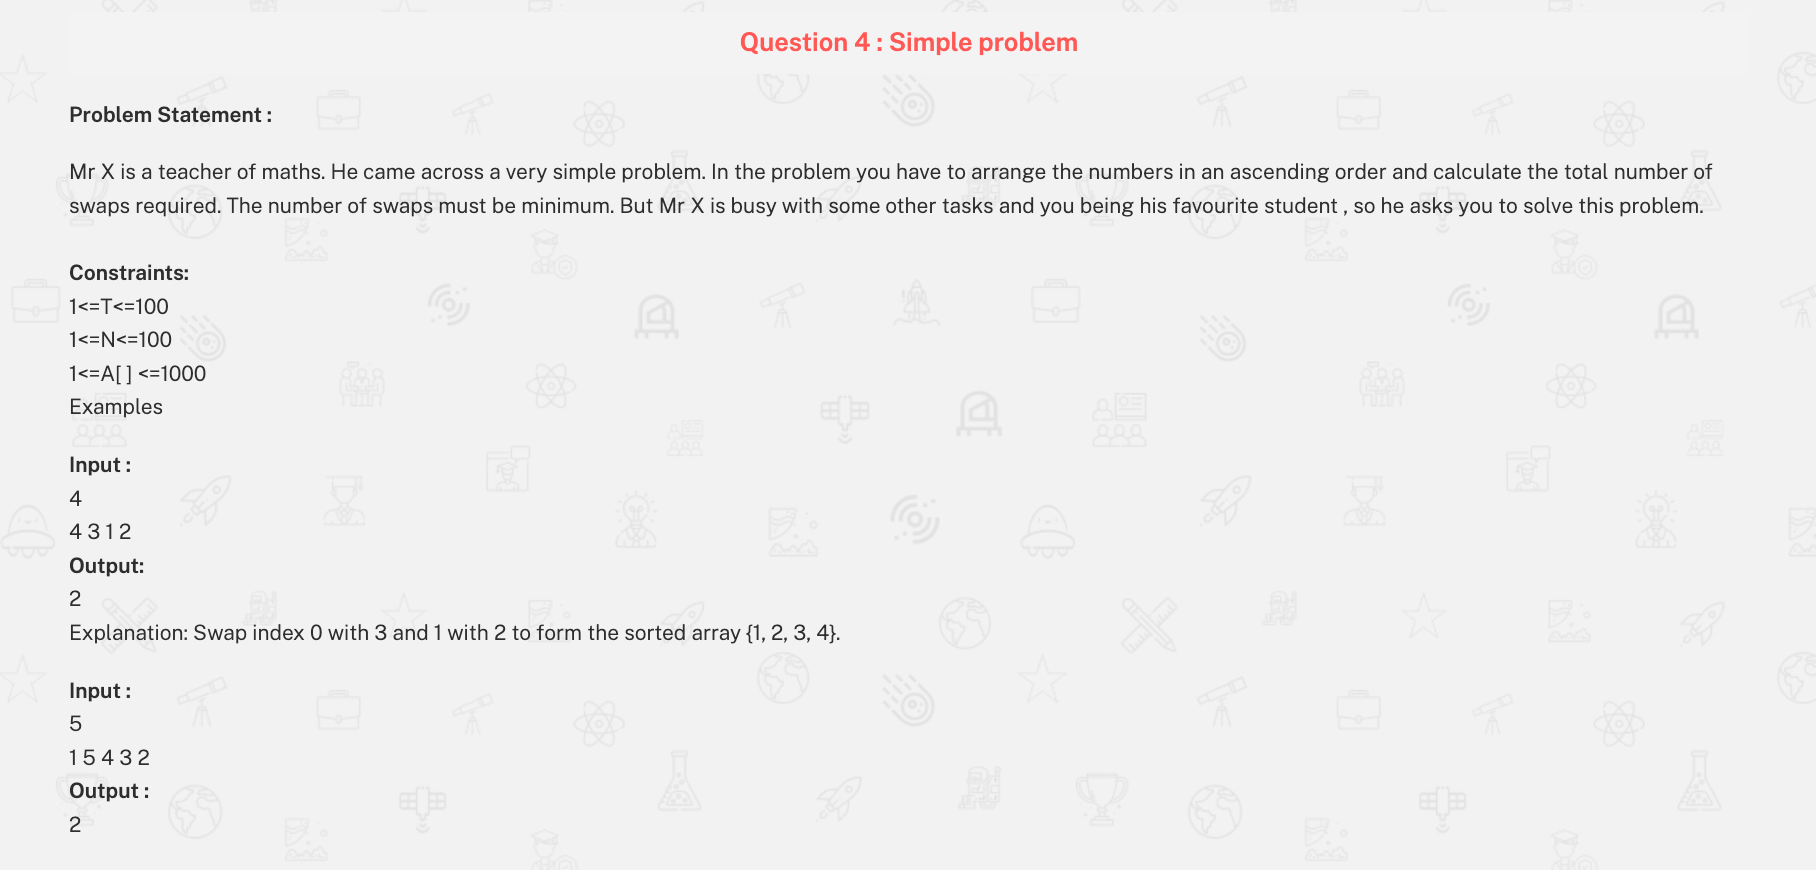 Question 4 : Simple problem
Problem Statement :
Mr X is a teacher of maths. He came across a very simple problem. In the problem you have to arrange the numbers in an ascending order and calculate the total number of
swaps required. The number of swaps must be minimum. But Mr X is busy with some other tasks and you being his favourite student , so he asks you to solve this problem.
Constraints:
1<=T<=100
1<=N<=100
1<=A[ ] <=1000
Examples
Input :
4
4 3 1 2
Output:
2
Explanation: Swap index 0 with 3 and 1 with 2 to form the sorted array {1, 2, 3, 4}.
Input :
5
1 5 4 3 2
Output :
2